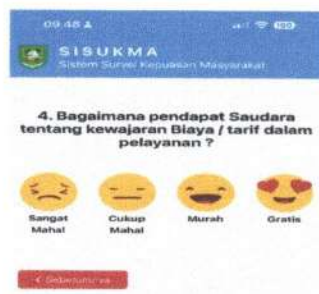 09.48
SISUKMA
Sistem Survei Kepuasan Masyarakat
4. Bagaimana pendapat Saudara
tentang kewajaran Biaya / tarif dalam
pelayanan ?
Sangat
Mahal
Cukup
Mahal
Murah
Gratis
< Sebelumnya